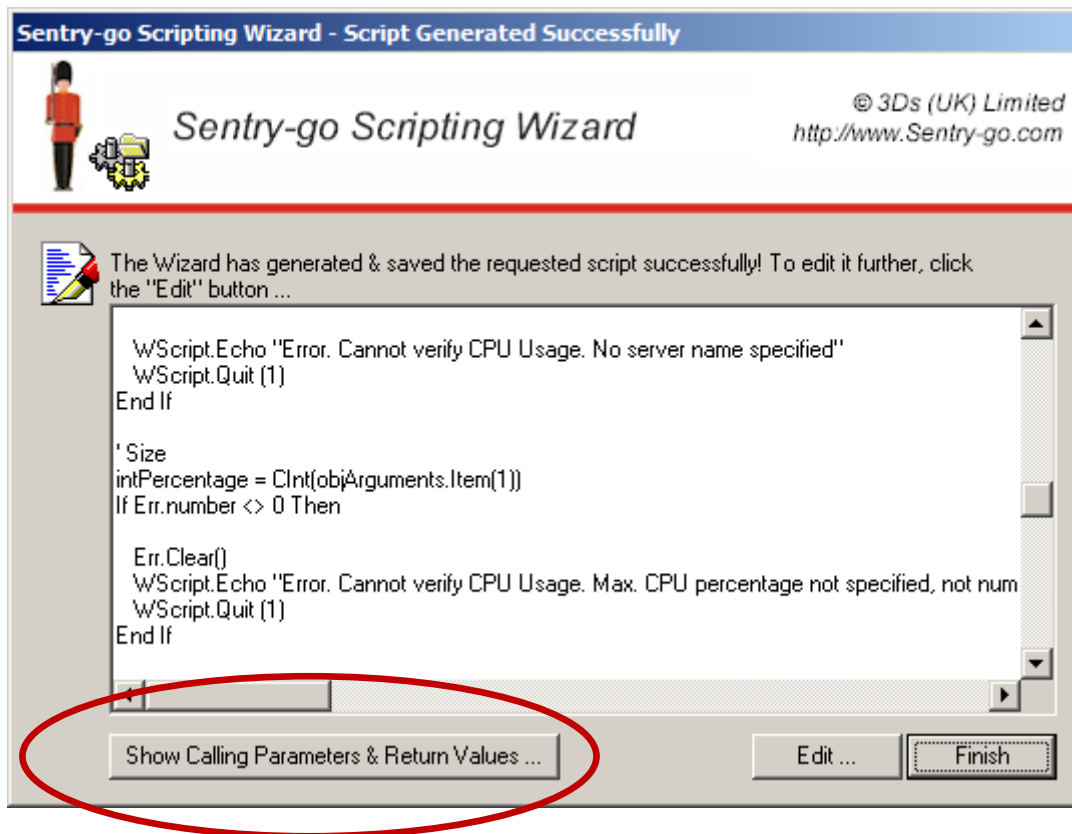 Sentry-go Scripting Wizard - Script Generated Successfully
Sentry-go Scripting Wizard
© 3Ds (UK) Limited
http://www.Sentry-go.com
The Wizard has generated & saved the requested script successfully! To edit it further, click
the "Edit" button ...
WScript.Echo "Error. Cannot verify CPU Usage. No server name specified"
WScript.Quit (1)
End If
' Size
intPercentage = CInt(objArguments.Item(1))
If Err.number <> 0 Then
Err.Clear()
WScript.Echo "Error. Cannot verify CPU Usage. Max. CPU percentage not specified, not num
WScript.Quit (1)
End If
Show Calling Parameters & Return Values ...
Edit ...
Finish